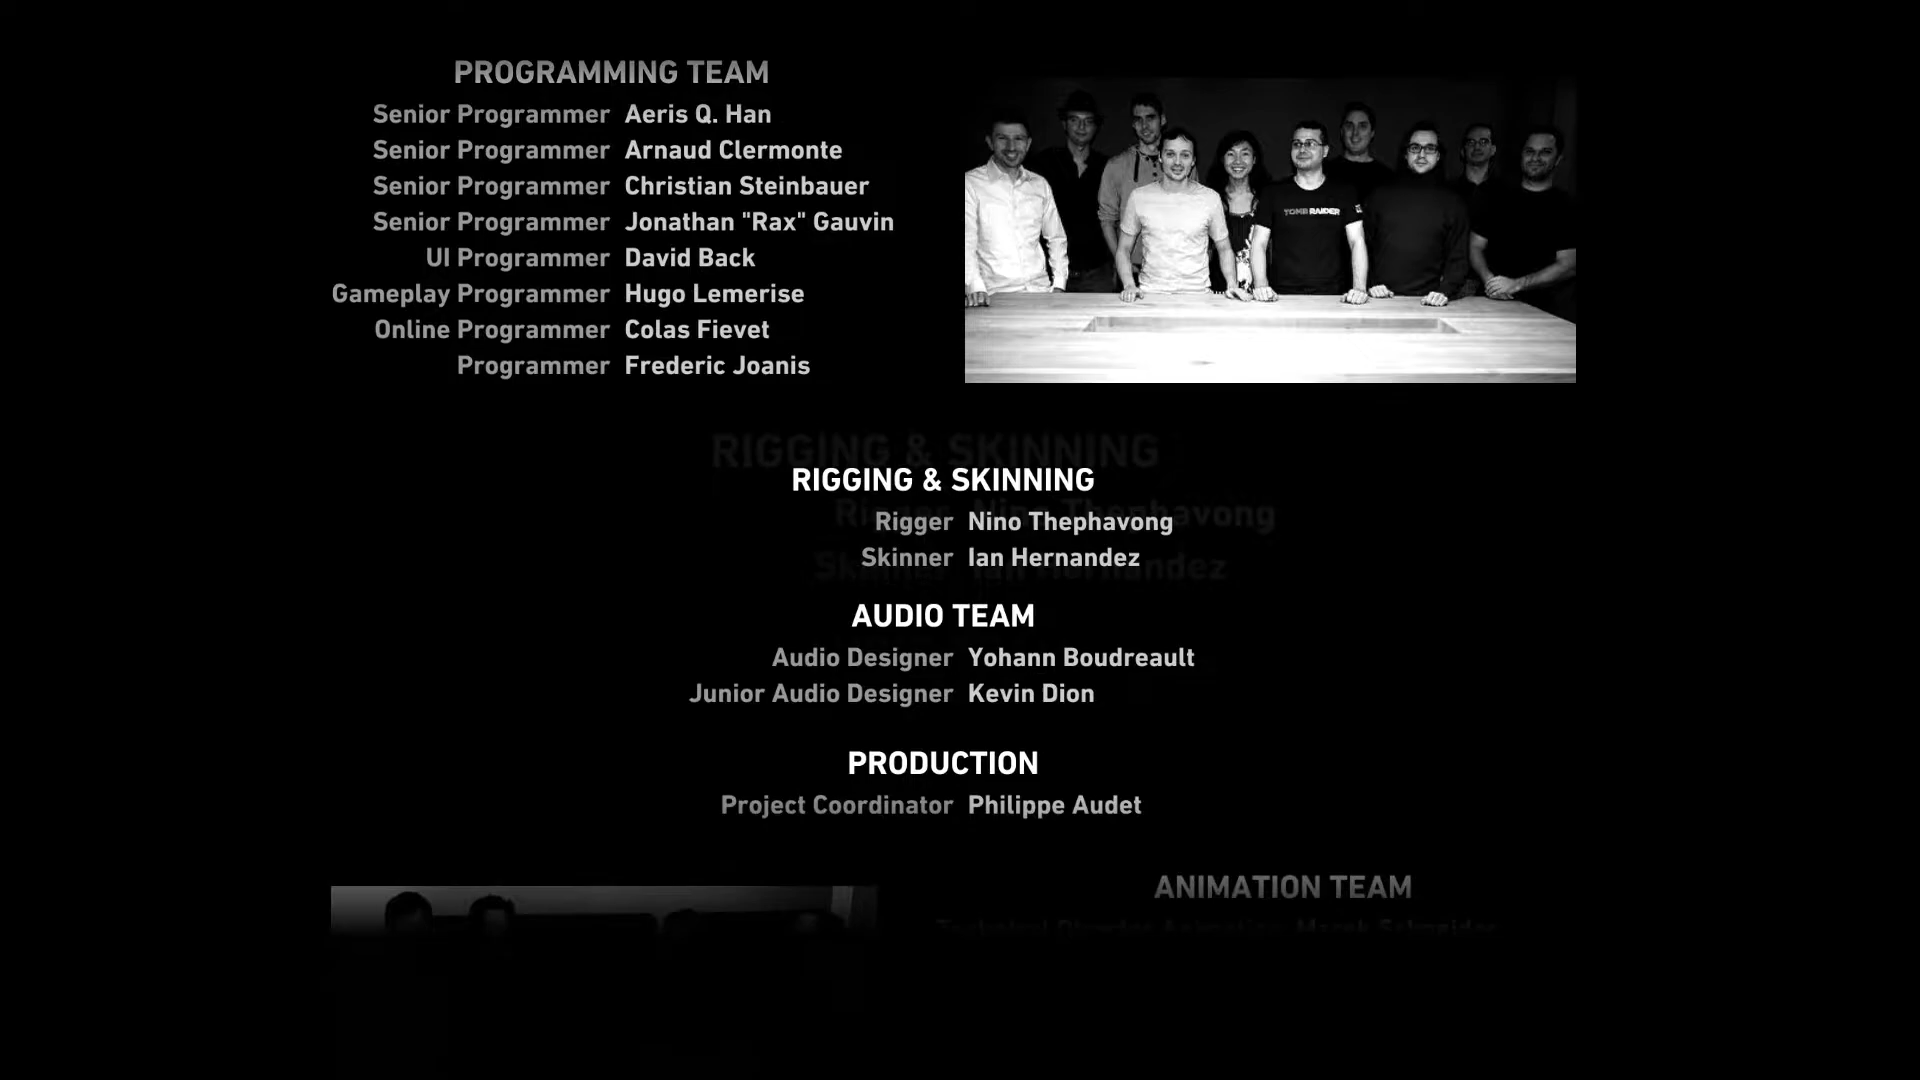 PROGRAMMING TEAM
Senior Programmer Aeris Q. Han
Senior Programmer Arnaud Clermonte
Senior Programmer Christian Steinbauer
Senior Programmer Jonathan "Rax" Gauvin
UI Programmer David Back
Gameplay Programmer Hugo Lemerise
Online Programmer Colas Fievet
Programmer Frederic Joanis
TOMB RAIDER
RIGGING & SKINNING
Rigger Nino Thephavong
Skinner Ian Hernandez
AUDIO TEAM
Audio Designer Yohann Boudreault
Junior Audio Designer Kevin Dion
PRODUCTION
Project Coordinator Philippe Audet
ANIMATION TEAM